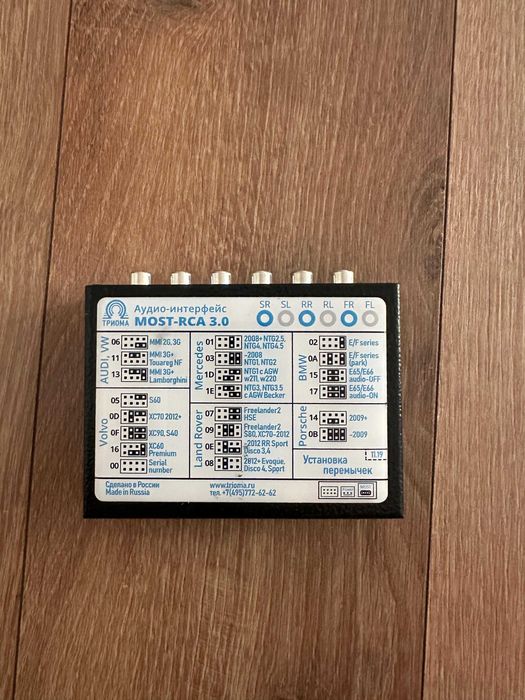 Аудио-интерфейс
MOST-RCA 3.0
ТРИОМА
SR SL RR RL FR FL
AUDI, VW
06 MMI 2G, 3G
11 MMI 3G+
Touareg NF
13 MMI 3G+
Lamborghini
Volvo
05 S60
0D XC70 2012+
0F XC90, S40
16 XC60
Premium
00 Serial
number
Mercedes
01 2008+ NTG2.5,
NTG4, NTG4.5
03 -2008
NTG1, NTG2
1D NTG1 с AGW
w211, w220
1E NTG3, NTG3.5
с AGW Becker
Land Rover
07 Freelander2
HSE
09 Freelander2
S80, XC70-2012
0E -2012 RR Sport
Disco 3,4
08 2012+ Evoque,
Disco 4, Sport
BMW
02 E/F series
0A E/F series
(park)
15 E65/E66
audio-OFF
17 E65/E66
audio-ON
Porsche
14 2009+
0B -2009
Установка
перемычек
11.19
Сделано в России
Made in Russia
www.trioma.ru
тел. +7(495)772-62-62